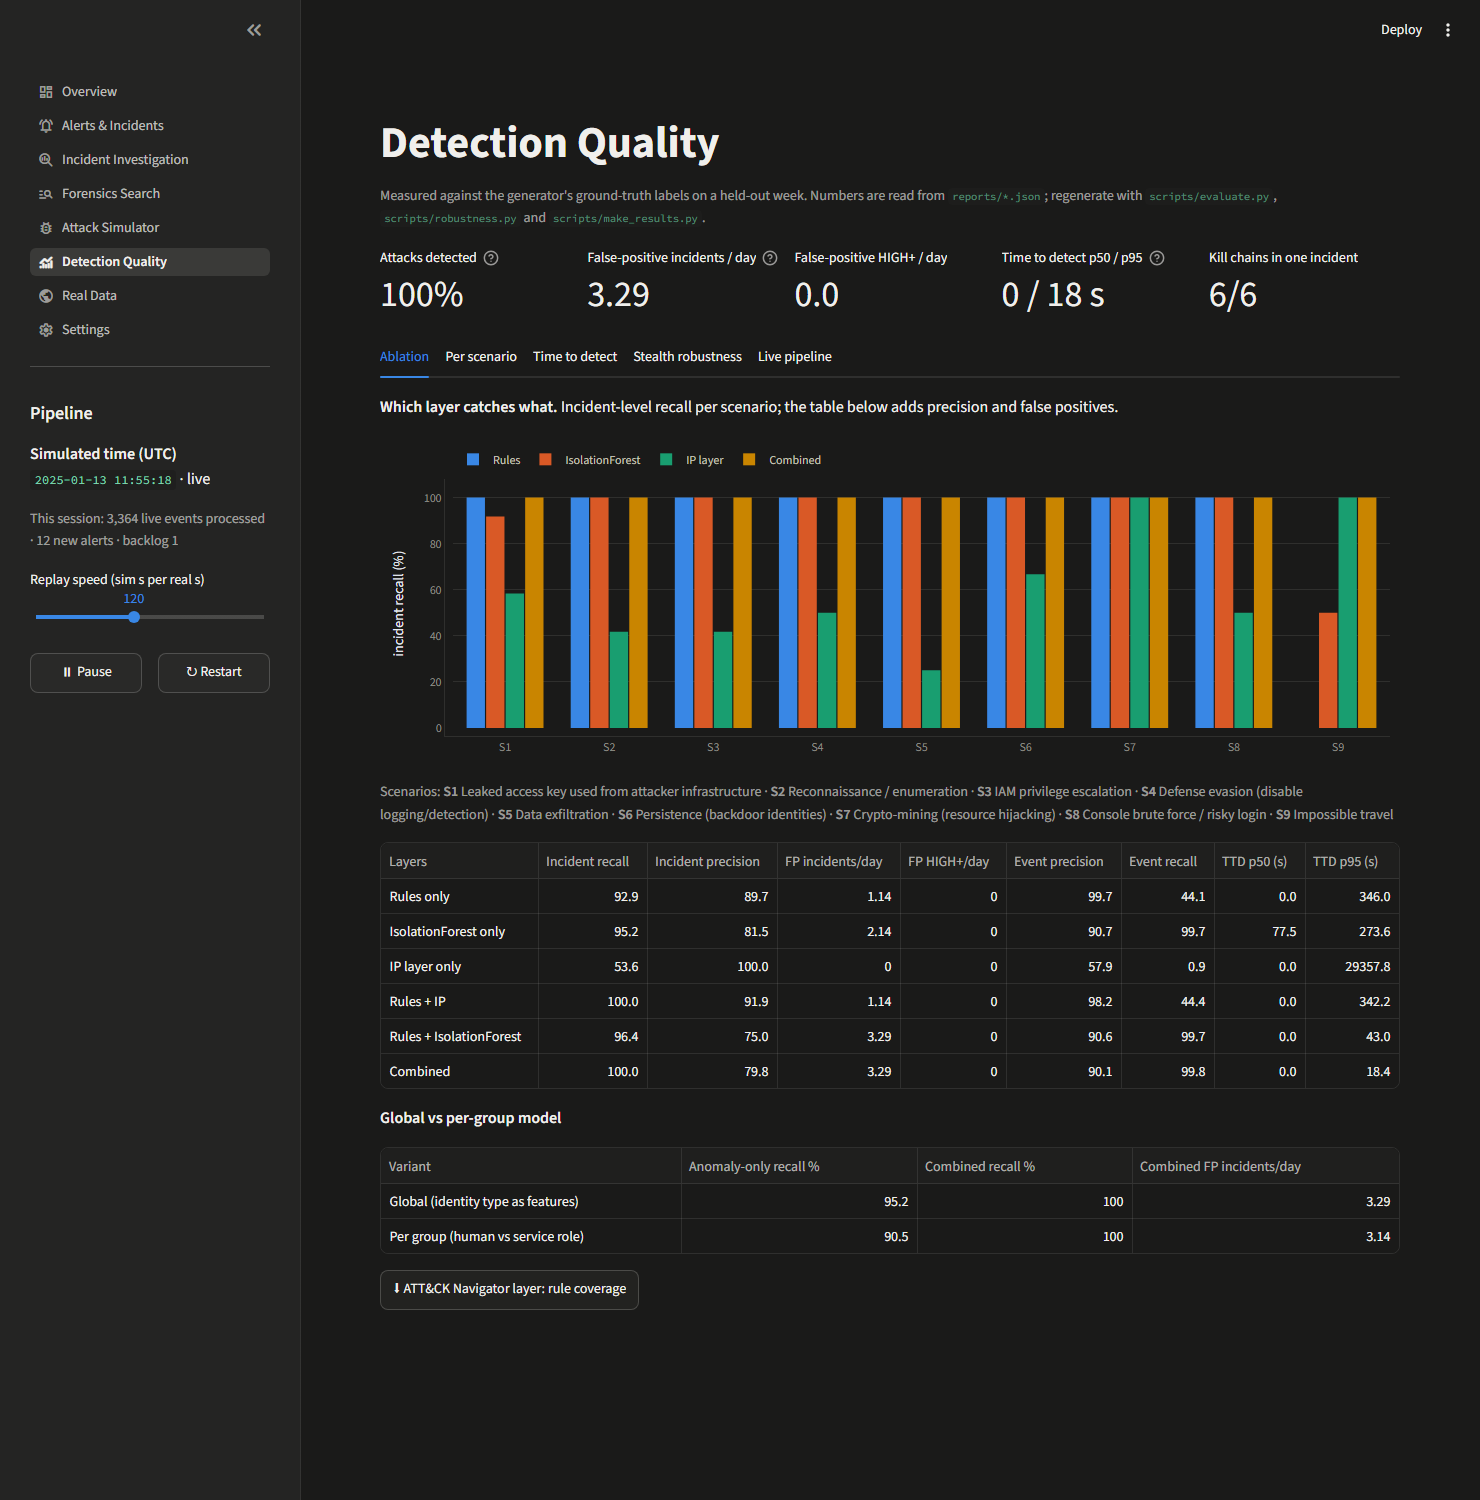 Deploy
Overview
Alerts & Incidents
Incident Investigation
Forensics Search
Attack Simulator
Detection Quality
Real Data
Settings
Pipeline
Simulated time (UTC)
2025-01-13 11:55:18 · live
This session: 3,364 live events processed
· 12 new alerts · backlog 1
Replay speed (sim s per real s)
120
Pause
Restart
Detection Quality
Measured against the generator's ground-truth labels on a held-out week. Numbers are read from reports/*.json ; regenerate with scripts/evaluate.py ,
scripts/robustness.py and scripts/make_results.py .
Attacks detected
100%
False-positive incidents / day
3.29
False-positive HIGH+ / day
0.0
Time to detect p50 / p95
0 / 18 s
Kill chains in one incident
6/6
Ablation Per scenario Time to detect Stealth robustness Live pipeline
Which layer catches what. Incident-level recall per scenario; the table below adds precision and false positives.
Rules IsolationForest IP layer Combined
incident recall (%)
100
80
60
40
20
0
S1 S2 S3 S4 S5 S6 S7 S8 S9
Scenarios: S1 Leaked access key used from attacker infrastructure · S2 Reconnaissance / enumeration · S3 IAM privilege escalation · S4 Defense evasion (disable
logging/detection) · S5 Data exfiltration · S6 Persistence (backdoor identities) · S7 Crypto-mining (resource hijacking) · S8 Console brute force / risky login · S9 Impossible travel
Layers Incident recall Incident precision FP incidents/day FP HIGH+/day Event precision Event recall TTD p50 (s) TTD p95 (s)
Rules only 92.9 89.7 1.14 0 99.7 44.1 0.0 346.0
IsolationForest only 95.2 81.5 2.14 0 90.7 99.7 77.5 273.6
IP layer only 53.6 100.0 0 0 57.9 0.9 0.0 29357.8
Rules + IP 100.0 91.9 1.14 0 98.2 44.4 0.0 342.2
Rules + IsolationForest 96.4 75.0 3.29 0 90.6 99.7 0.0 43.0
Combined 100.0 79.8 3.29 0 90.1 99.8 0.0 18.4
Global vs per-group model
Variant Anomaly-only recall % Combined recall % Combined FP incidents/day
Global (identity type as features) 95.2 100 3.29
Per group (human vs service role) 90.5 100 3.14
⬇ ATT&CK Navigator layer: rule coverage